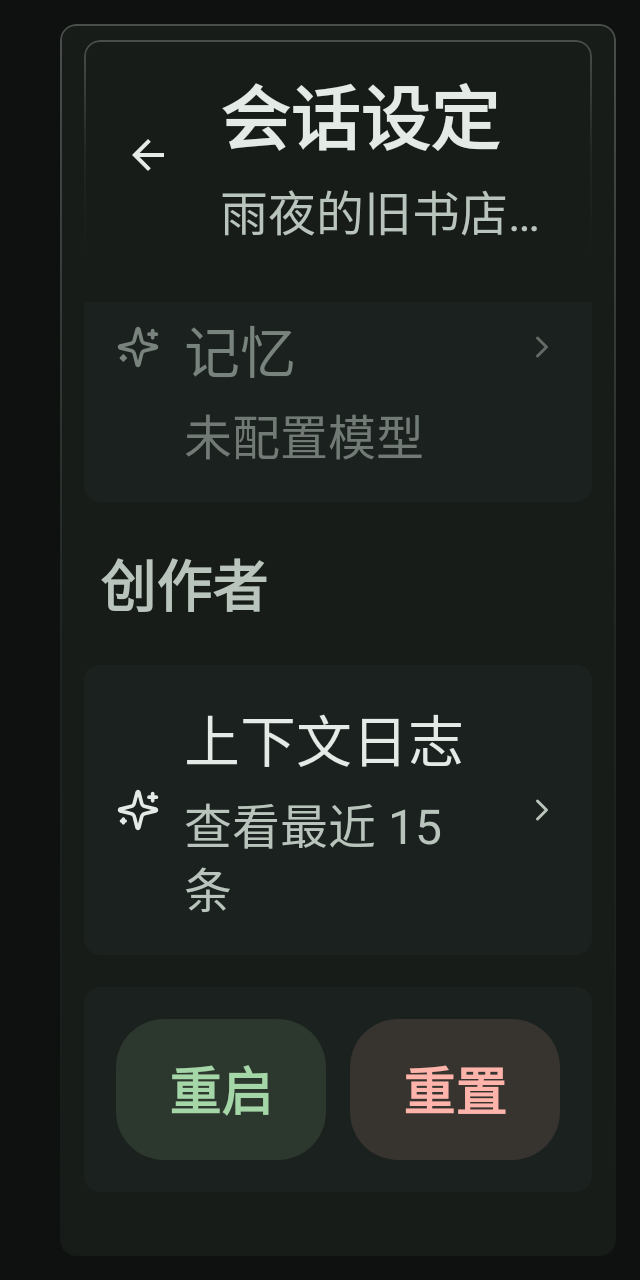 会话设定
雨夜的旧书店…
记忆
未配置模型
创作者
上下文日志
查看最近 15
条
重启
重置